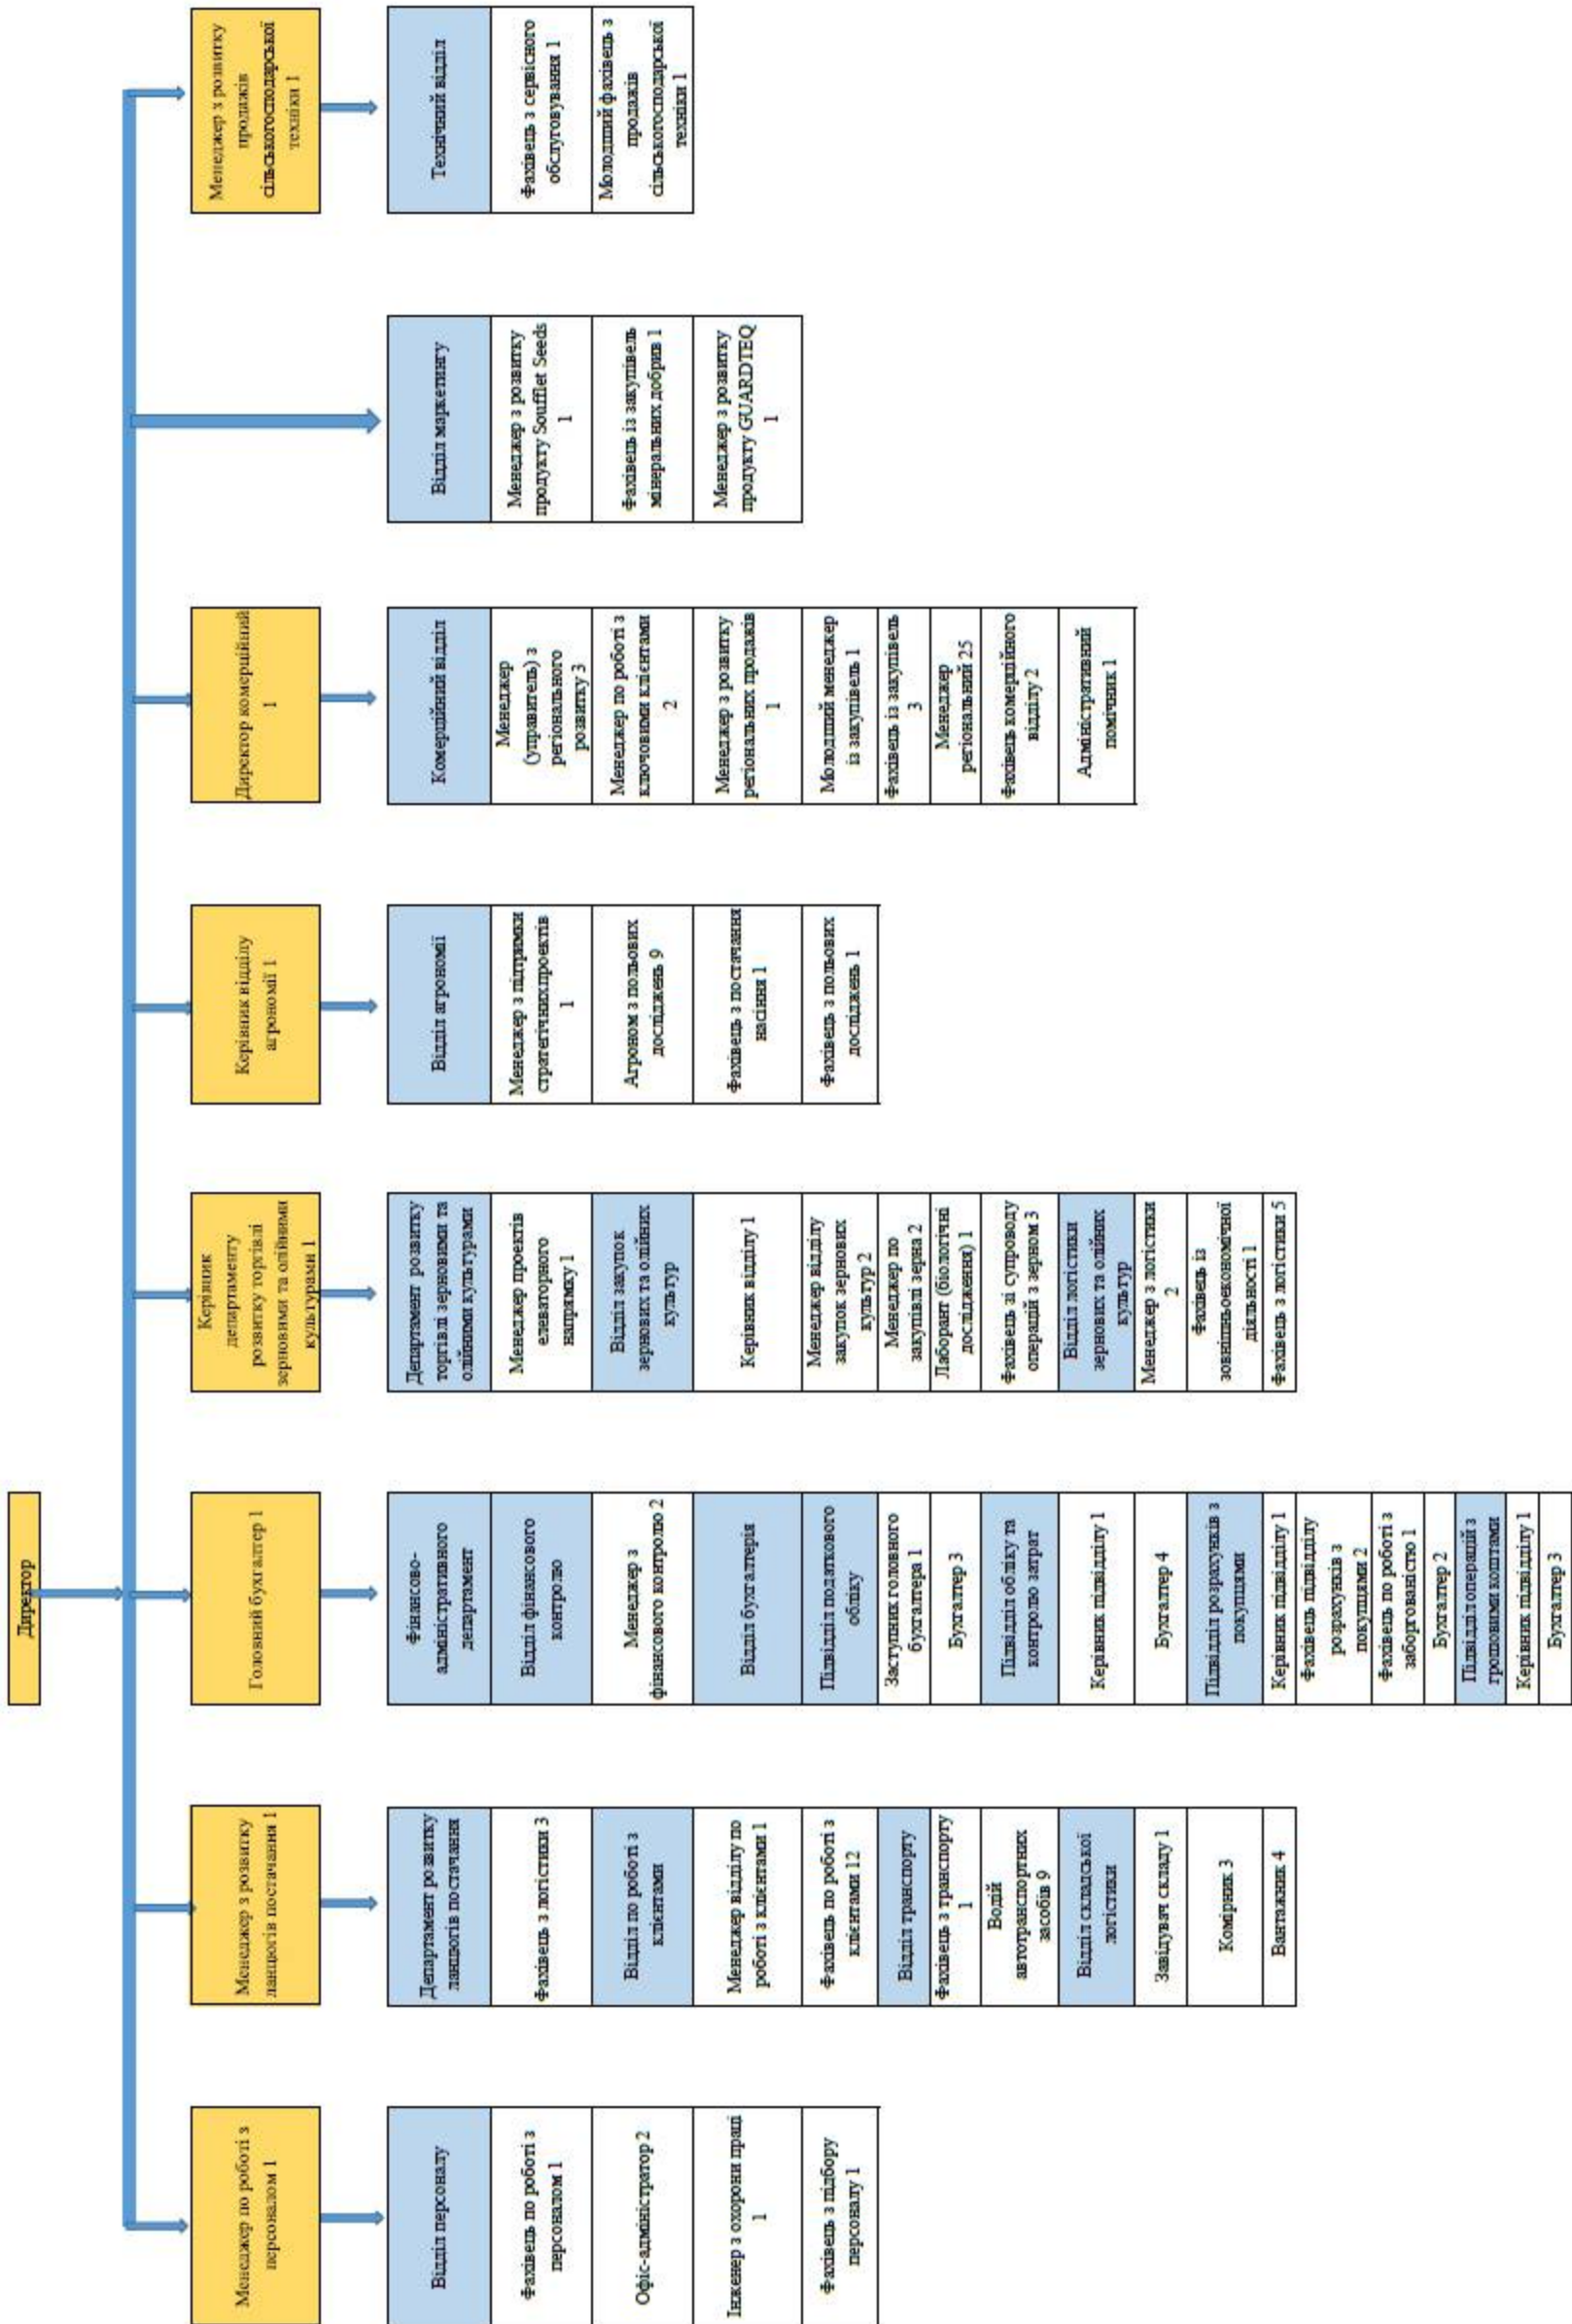 Директор
Менеджер по роботі з
персоналом 1
Відділ персоналу
Фахівець по роботі з
персоналом 1
Офіс-адміністратор 2
Інженер з охорони праці
1
Фахівець з підбору
персоналу 1
Менеджер з розвитку
ланцюгів постачання 1
Департамент розвитку
ланцюгів постачання
Фахівець з логістики 3
Відділ по роботі з
клієнтами
Менеджер відділу по
роботі з клієнтами 1
Фахівець по роботі з
клієнтами 12
Відділ транспорту
Фахівець з транспорту
1
Водій
автотранспортних
засобів 9
Відділ складської
логістики
Завідувач складу 1
Комірник 3
Вантажник 4
Головний бухгалтер 1
Фінансово-
адміністративного
департамент
Відділ фінансового
контролю
Менеджер з
фінансового контролю 2
Відділ бухгалтерія
Підвідділ податкового
обліку
Заступник головного
бухгалтера 1
Бухгалтер 3
Підвідділ обліку та
контролю затрат
Керівник підвідділу 1
Бухгалтер 4
Підвідділ розрахунків з
покупцями
Керівник підвідділу 1
Фахівець підвідділу
розрахунків з
покупцями 2
Фахівець по роботі з
заборгованістю 1
Бухгалтер 2
Підвідділ операцій з
грошовими коштами
Керівник підвідділу 1
Бухгалтер 3
Керівник
департаменту
розвитку торгівлі
зерновими та олійними
культурами 1
Департамент розвитку
торгівлі зерновими та
олійними культурами
Менеджер проектів
елеваторного
напрямку 1
Відділ закупок
зернових та олійних
культур
Керівник відділу 1
Менеджер відділу
закупок зернових
культур 2
Менеджер по
закупівлі зерна 2
Лаборант (біологічні
дослідження) 1
Фахівець зі супроводу
операцій з зерном 3
Відділ логістики
зернових та олійних
культур
Менеджер з логістики
2
Фахівець із
зовнішньоекономічної
діяльності 1
Фахівець з логістики 5
Керівник відділу
агрономії 1
Відділ агрономії
Менеджер з підтримки
стратегічних проектів
1
Агроном з польових
досліджень 9
Фахівець з постачання
насіння 1
Фахівець з польових
досліджень 1
Директор комерційний
1
Комерційний відділ
Менеджер
(управитель) з
регіонального
розвитку 3
Менеджер по роботі з
ключовими клієнтами
2
Менеджер з розвитку
регіональних продажів
1
Молодший менеджер
із закупівель 1
Фахівець із закупівель
3
Менеджер
регіональний 25
Фахівець комерційного
відділу 2
Адміністративний
помічник 1
Відділ маркетингу
Менеджер з розвитку
продукту Soufflet Seeds
1
Фахівець із закупівель
мінеральних добрив 1
Менеджер з розвитку
продукту GUARDTEQ
1
Менеджер з розвитку
продажів
сільськогосподарської
техніки 1
Технічний відділ
Фахівець з сервісного
обслуговування 1
Молодший фахівець з
продажів
сільськогосподарської
техніки 1